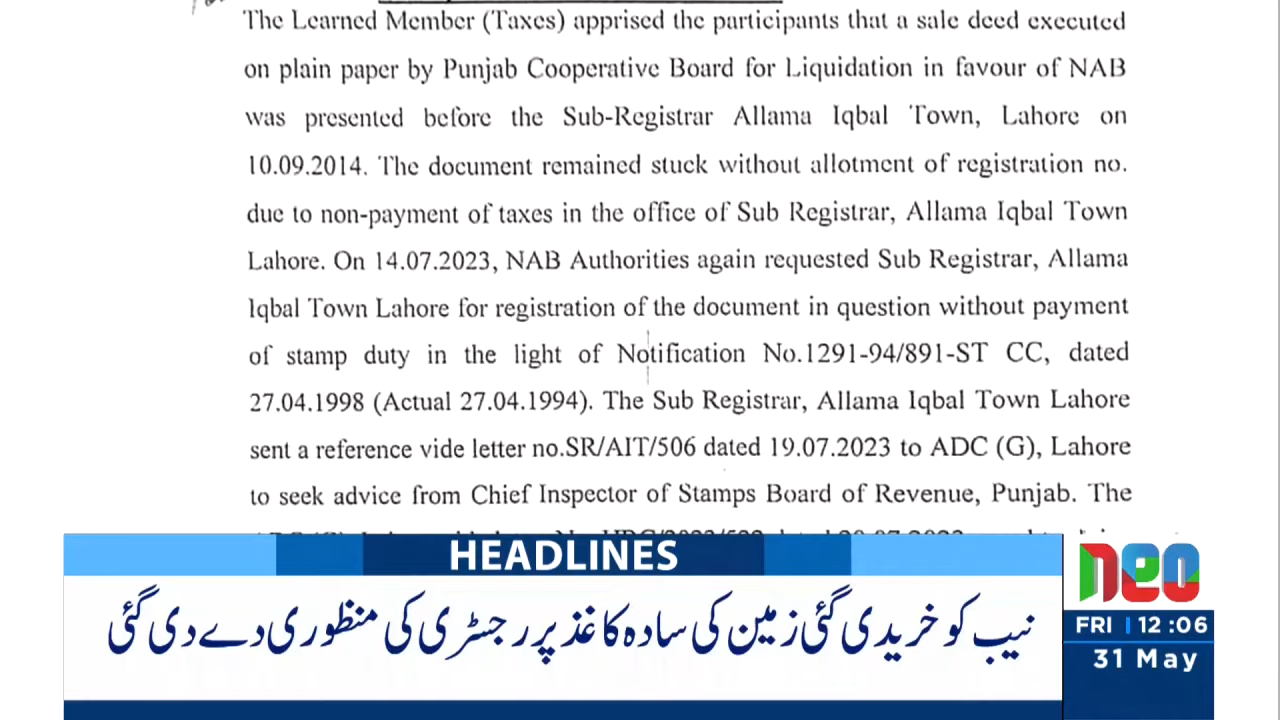 The Learned Member (Taxes) apprised the participants that a sale deed executed
on plain paper by Punjab Cooperative Board for Liquidation in favour of NAB
was presented before the Sub-Registrar Allama Iqbal Town, Lahore on
10.09.2014. The document remained stuck without allotment of registration no.
due to non-payment of taxes in the office of Sub Registrar, Allama Iqbal Town
Lahore. On 14.07.2023, NAB Authorities again requested Sub Registrar, Allama
Iqbal Town Lahore for registration of the document in question without payment
of stamp duty in the light of Notification No.1291-94/891-ST CC, dated
27.04.1998 (Actual 27.04.1994). The Sub Registrar, Allama Iqbal Town Lahore
sent a reference vide letter no.SR/AIT/506 dated 19.07.2023 to ADC (G), Lahore
to seek advice from Chief Inspector of Stamps Board of Revenue, Punjab. The
HEADLINES
نیب کو خریدی گئی زمین کی سادہ کاغذ پر رجسٹری کی منظوری دے دی گئی
neo
FRI 12:06
31 May